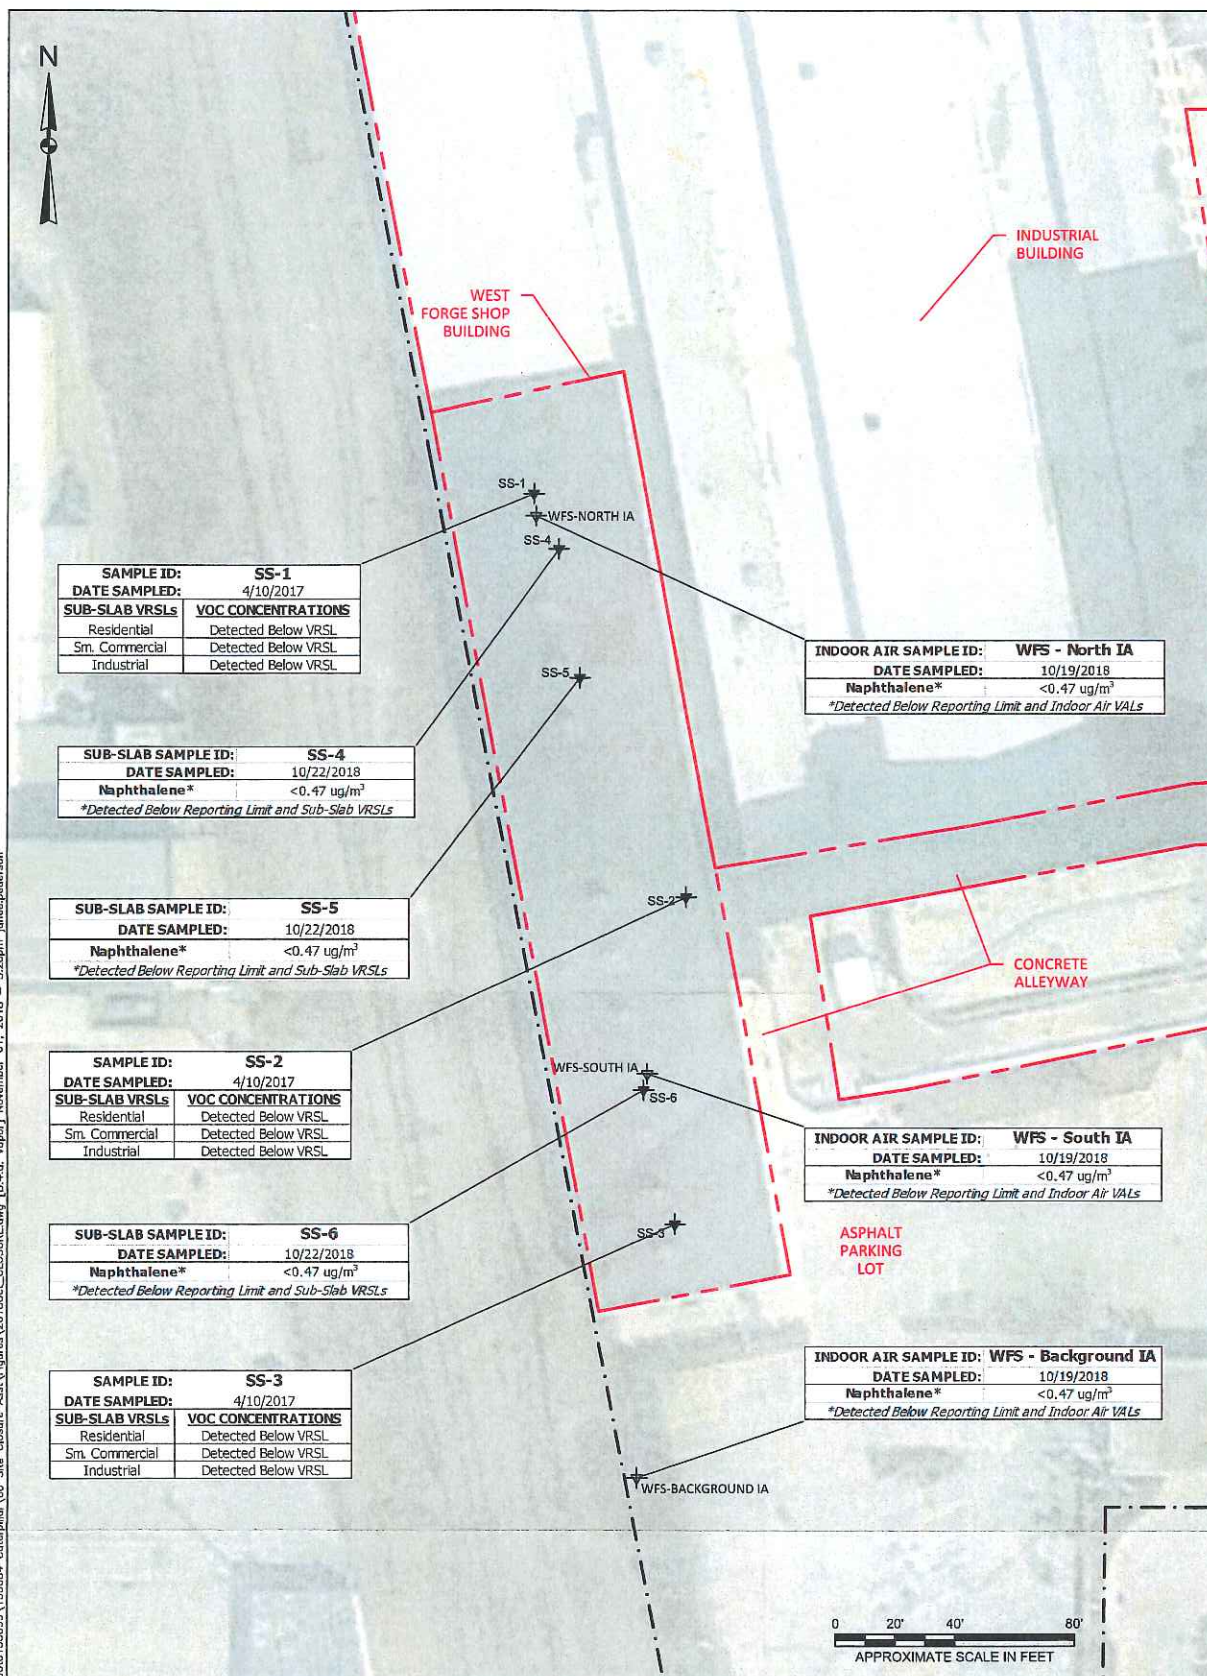 N
INDUSTRIAL
BUILDING
WEST
FORGE SHOP
BUILDING
SS-1
WFS-NORTH IA
SS-4
SAMPLE ID: SS-1
DATE SAMPLED: 4/10/2017
SUB-SLAB VRSLs VOC CONCENTRATIONS
Residential Detected Below VRSL
Sm. Commercial Detected Below VRSL
Industrial Detected Below VRSL
INDOOR AIR SAMPLE ID: WFS - North IA
DATE SAMPLED: 10/19/2018
Naphthalene* <0.47 ug/m³
*Detected Below Reporting Limit and Indoor Air VALs
SS-5
SUB-SLAB SAMPLE ID: SS-4
DATE SAMPLED: 10/22/2018
Naphthalene* <0.47 ug/m³
*Detected Below Reporting Limit and Sub-Slab VRSLs
SS-2
SUB-SLAB SAMPLE ID: SS-5
DATE SAMPLED: 10/22/2018
Naphthalene* <0.47 ug/m³
*Detected Below Reporting Limit and Sub-Slab VRSLs
CONCRETE
ALLEYWAY
SAMPLE ID: SS-2
DATE SAMPLED: 4/10/2017
SUB-SLAB VRSLs VOC CONCENTRATIONS
Residential Detected Below VRSL
Sm. Commercial Detected Below VRSL
Industrial Detected Below VRSL
WFS-SOUTH IA
SS-6
INDOOR AIR SAMPLE ID: WFS - South IA
DATE SAMPLED: 10/19/2018
Naphthalene* <0.47 ug/m³
*Detected Below Reporting Limit and Indoor Air VALs
SUB-SLAB SAMPLE ID: SS-6
DATE SAMPLED: 10/22/2018
Naphthalene* <0.47 ug/m³
*Detected Below Reporting Limit and Sub-Slab VRSLs
SS-3
ASPHALT
PARKING
LOT
INDOOR AIR SAMPLE ID: WFS - Background IA
DATE SAMPLED: 10/19/2018
Naphthalene* <0.47 ug/m³
*Detected Below Reporting Limit and Indoor Air VALs
SAMPLE ID: SS-3
DATE SAMPLED: 4/10/2017
SUB-SLAB VRSLs VOC CONCENTRATIONS
Residential Detected Below VRSL
Sm. Commercial Detected Below VRSL
Industrial Detected Below VRSL
WFS-BACKGROUND IA
0 20' 40' 80'
APPROXIMATE SCALE IN FEET